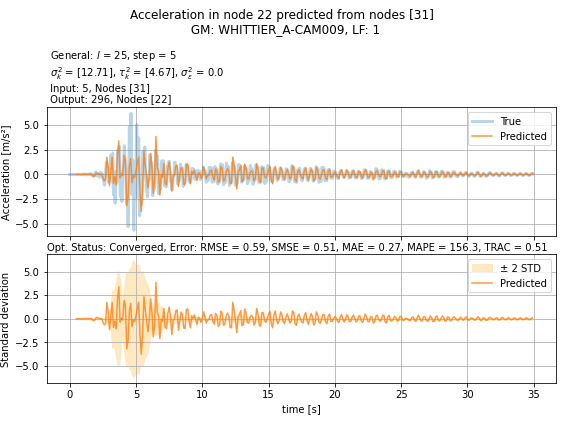 Acceleration in node 22 predicted from nodes [31]
GM: WHITTIER_A-CAM009, LF: 1
General: l = 25, step = 5
σ²ₖ = [12.71], τ²ₖ = [4.67], σ²ε = 0.0
Input: 5, Nodes [31]
Output: 296, Nodes [22]
Acceleration [m/s²]
5.0
2.5
0.0
−2.5
−5.0
True
Predicted
Opt. Status: Converged, Error: RMSE = 0.59, SMSE = 0.51, MAE = 0.27, MAPE = 156.3, TRAC = 0.51
Standard deviation
5.0
2.5
0.0
−2.5
−5.0
± 2 STD
Predicted
0 5 10 15 20 25 30 35
time [s]